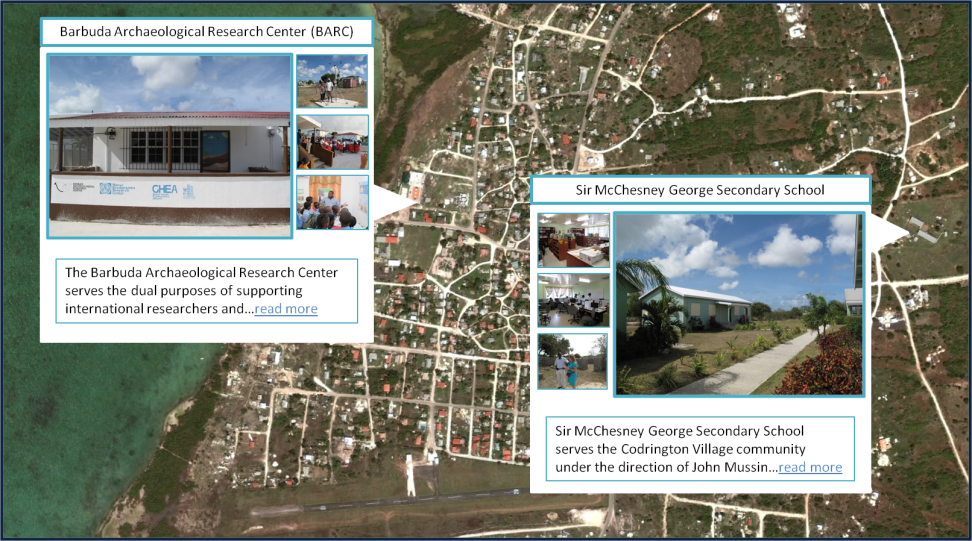 Barbuda Archaeological Research Center (BARC)
GHEA
The Barbuda Archaeological Research Center
serves the dual purposes of supporting
international researchers and...read more
Sir McChesney George Secondary School
Sir McChesney George Secondary School
serves the Codrington Village community
under the direction of John Mussin...read more